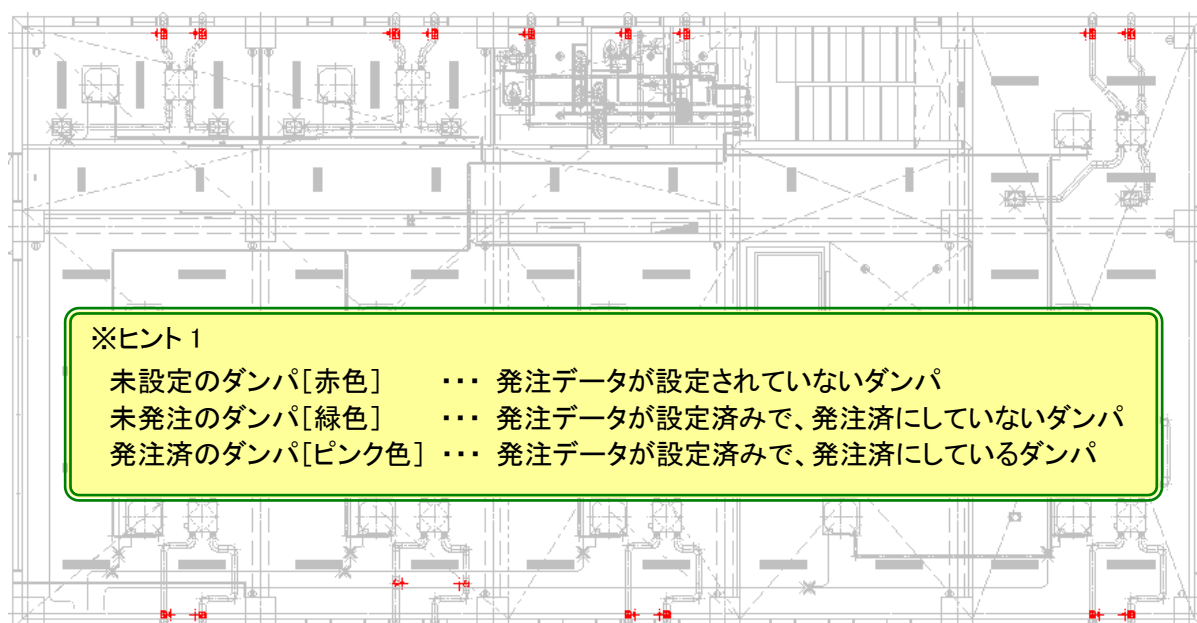 ※ヒント1
未設定のダンパ[赤色] ・・・ 発注データが設定されていないダンパ
未発注のダンパ[緑色] ・・・ 発注データが設定済みで、発注済にしていないダンパ
発注済のダンパ[ピンク色] ・・・ 発注データが設定済みで、発注済にしているダンパ